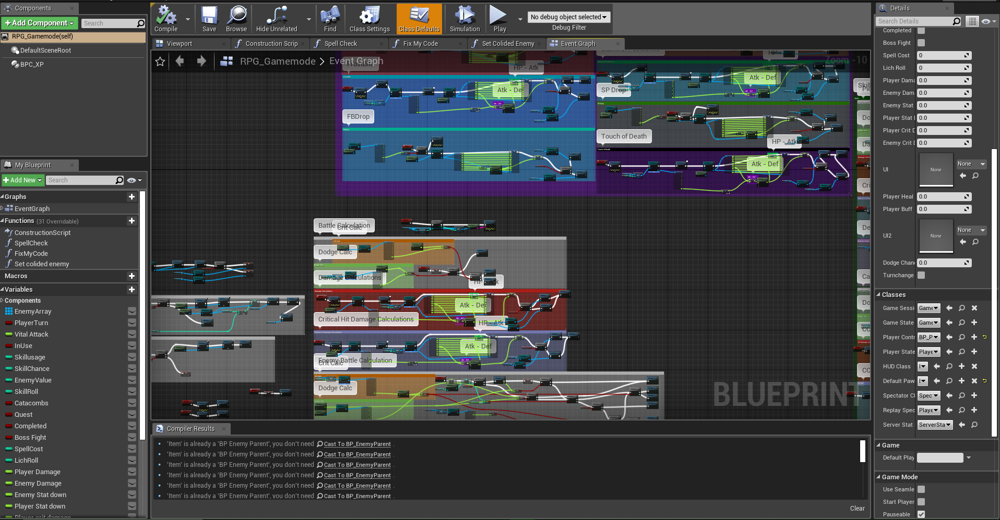 Components
Add Component
Search
RPG_Gamemode(self)
DefaultSceneRoot
BPC_XP
My Blueprint
Add New
Search
Graphs
EventGraph
Functions (31 Overridable)
ConstructionScript
SpellCheck
FixMyCode
Set colided enemy
Macros
Variables
Components
EnemyArray
PlayerTurn
Vital Attack
InUse
Skillusage
SkillChance
EnemyValue
SkillRoll
Catacombs
Quest
Completed
Boss Fight
SpellCost
LichRoll
Player Damage
Enemy Damage
Enemy Stat down
Player Stat down
Player crit damage
Compile
Save
Browse
Hide Unrelated
Find
Class Settings
Class Defaults
Simulation
Play
No debug object selected
Debug Filter
Viewport
Construction Scrip
Spell Check
Fix My Code
Set Colided Enemy
Event Graph
RPG_Gamemode > Event Graph
Zoom -10
FrostBitt
HP - Atk
HP
Atk - Def
SP Drop
Atk - Def
FBDrop
Touch of Death
HP - Atk
Atk - Def
Battle Calculation
Crit Calc
Dodge Calc
Damage Calculations
HP - Atk
Atk - Def
Critical Hit Damage Calculations
HP - Atk
Atk - Def
Enemy Battle Calculation
Crit Calc
Dodge Calc
BLUEPRINT
Compiler Results
'Item' is already a 'BP Enemy Parent', you don't need Cast To BP_EnemyParent .
'Item' is already a 'BP Enemy Parent', you don't need Cast To BP_EnemyParent .
'Item' is already a 'BP Enemy Parent', you don't need Cast To BP_EnemyParent .
'Item' is already a 'BP Enemy Parent', you don't need Cast To BP_EnemyParent .
'Item' is already a 'BP Enemy Parent', you don't need Cast To BP_EnemyParent .
'Item' is already a 'BP Enemy Parent', you don't need Cast To BP_EnemyParent .
Clear
Details
Search Details
Completed
Boss Fight
Spell Cost 0
Lich Roll 0
Player Dama 0.0
Enemy Dam 0.0
Enemy Stat 0.0
Player Stat 0.0
Player Crit D 0.0
Enemy Crit D 0.0
UI None None
Player Heal 0.0
Player Buff 0.0
UI2 None None
Dodge Chan 0.0
Turnchange
Classes
Game Sessi Game
Game State Game
Player Contr BP_P
Player State Playe
HUD Class
Default Paw
Spectator Cl Spec
Replay Spec Playe
Server Stat ServerSta
Game
Default Play
Game Mode
Use Seamle
Start Player
Pauseable